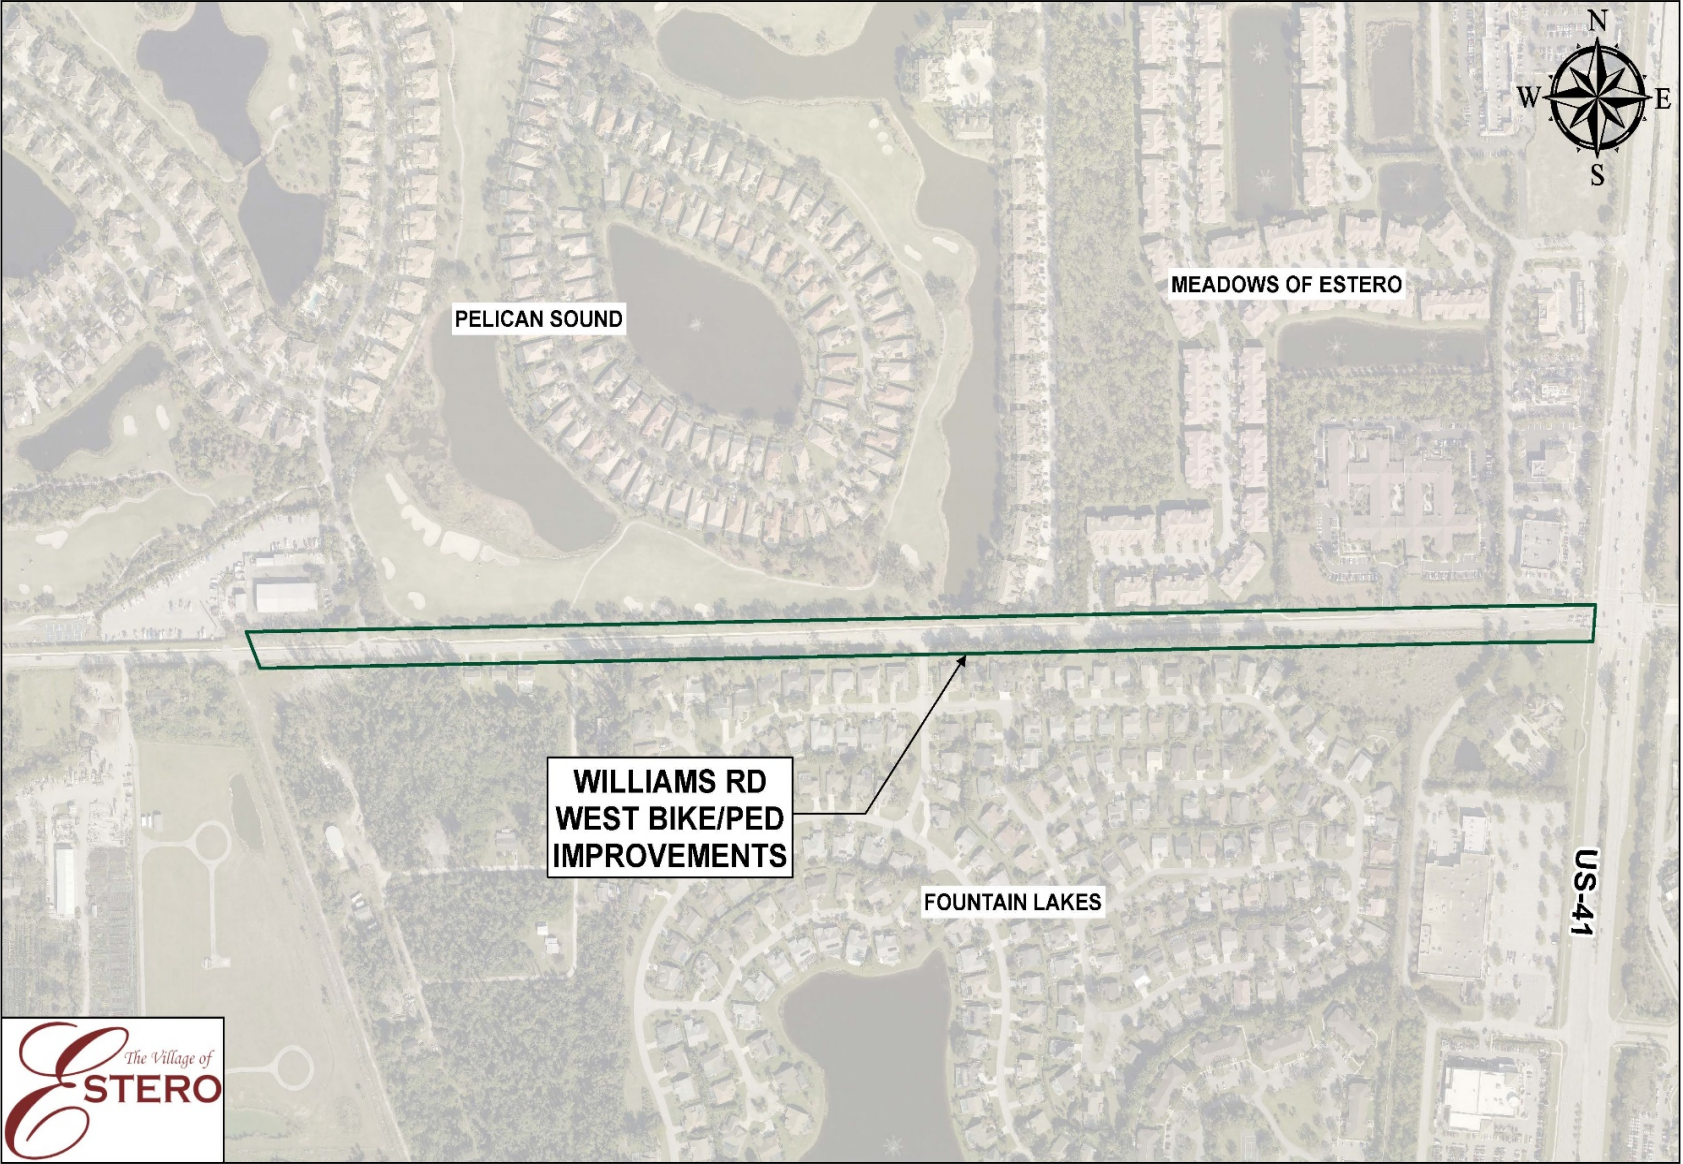 N
W E
S
MEADOWS OF ESTERO
PELICAN SOUND
WILLIAMS RD
WEST BIKE/PED
IMPROVEMENTS
FOUNTAIN LAKES
US-41
The Village of
ESTERO